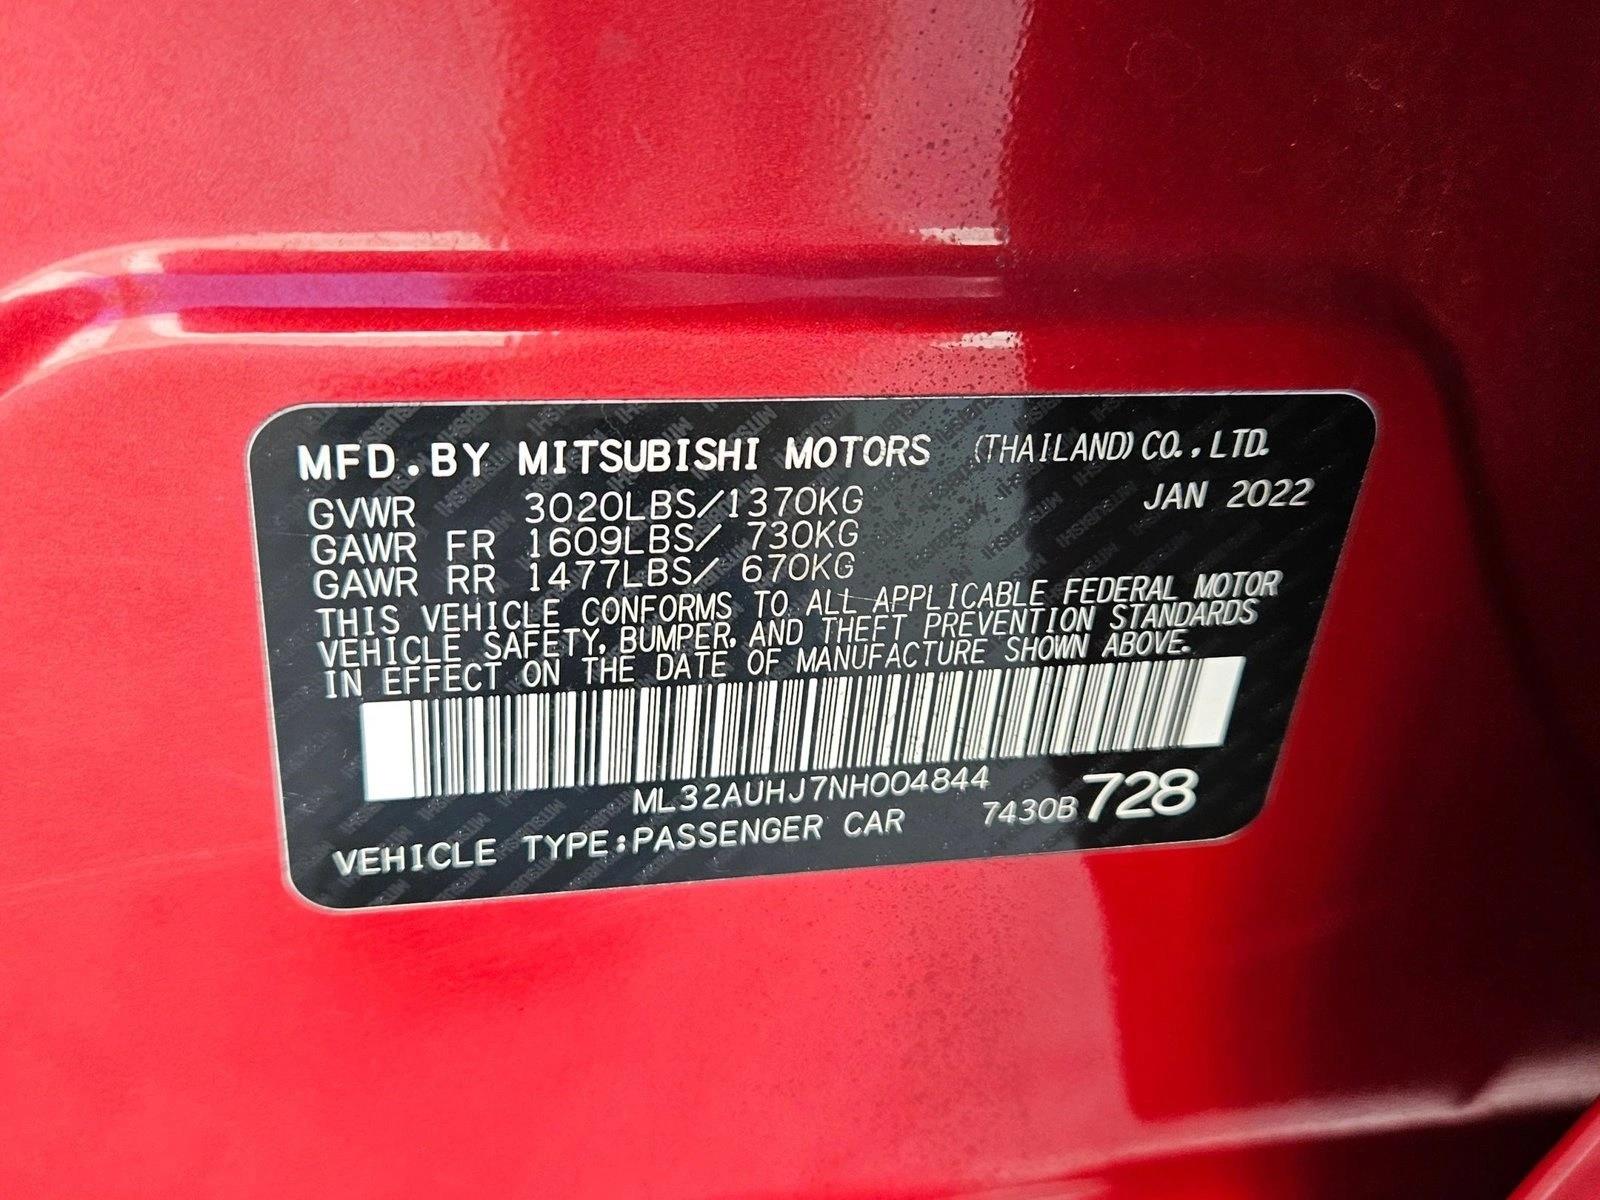 MFD.BY MITSUBISHI MOTORS (THAILAND) CO., LTD.
GVWR 3020LBS/1370KG JAN 2022
GAWR FR 1609LBS/ 730KG
GAWR RR 1477LBS/ 670KG
THIS VEHICLE CONFORMS TO ALL APPLICABLE FEDERAL MOTOR
VEHICLE SAFETY, BUMPER, AND THEFT PREVENTION STANDARDS
IN EFFECT ON THE DATE OF MANUFACTURE SHOWN ABOVE.
ML32AUHJ7NH004844
VEHICLE TYPE:PASSENGER CAR 7430B 728